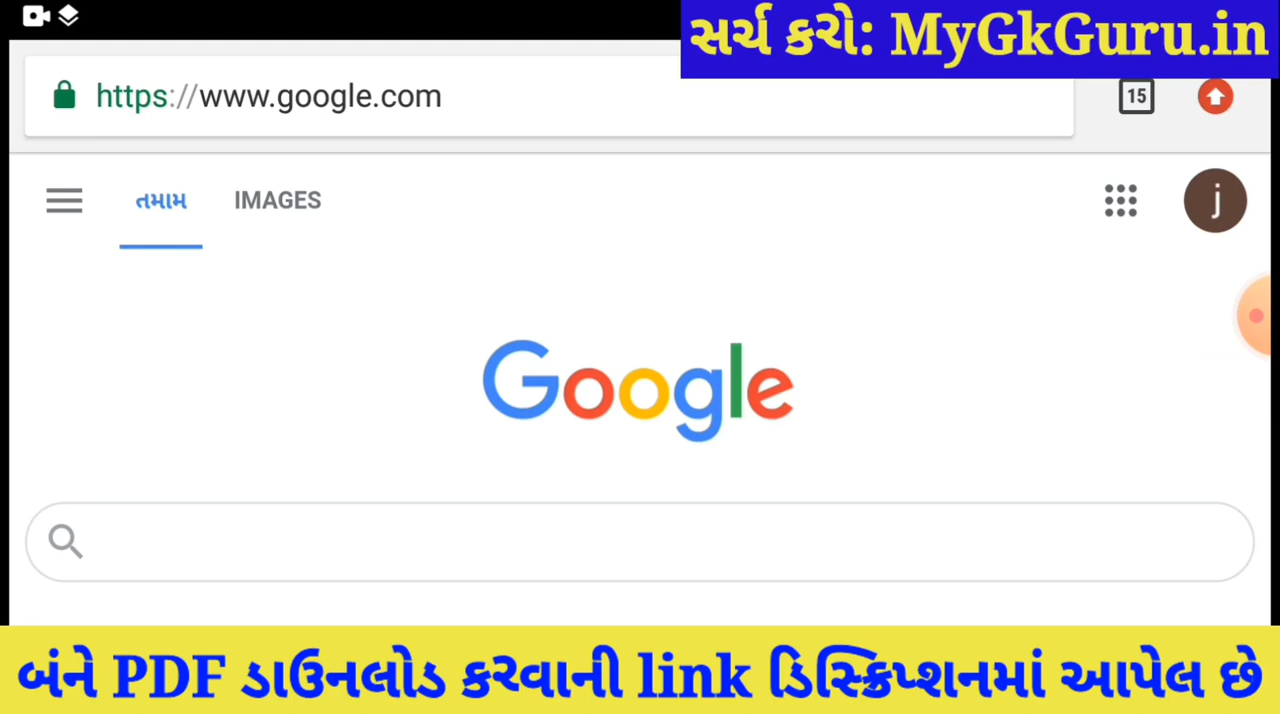 સર્ચ કરો: MyGkGuru.in
https://www.google.com
15
તમામ IMAGES
j
Google
બંને PDF ડાઉનલોડ કરવાની link ડિસ્ક્રિપ્શનમાં આપેલ છે